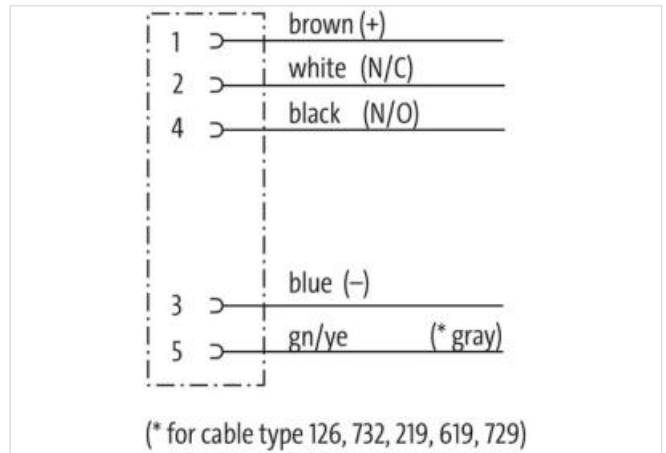 1 brown (+)
2 white (N/C)
4 black (N/O)
3 blue (–)
5 gn/ye (* gray)
(* for cable type 126, 732, 219, 619, 729)